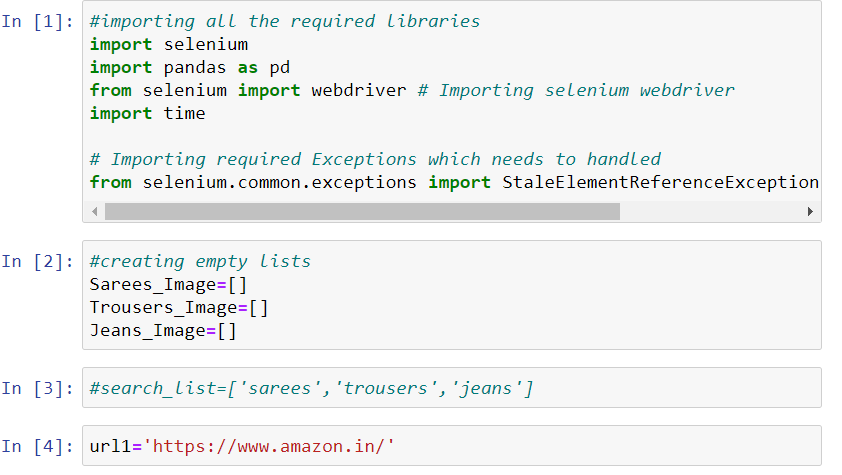 In [1]: #importing all the required libraries
import selenium
import pandas as pd
from selenium import webdriver # Importing selenium webdriver
import time
# Importing required Exceptions which needs to handled
from selenium.common.exceptions import StaleElementReferenceException
In [2]: #creating empty lists
Sarees_Image=[]
Trousers_Image=[]
Jeans_Image=[]
In [3]: #search_list=['sarees','trousers','jeans']
In [4]: url1='https://www.amazon.in/'